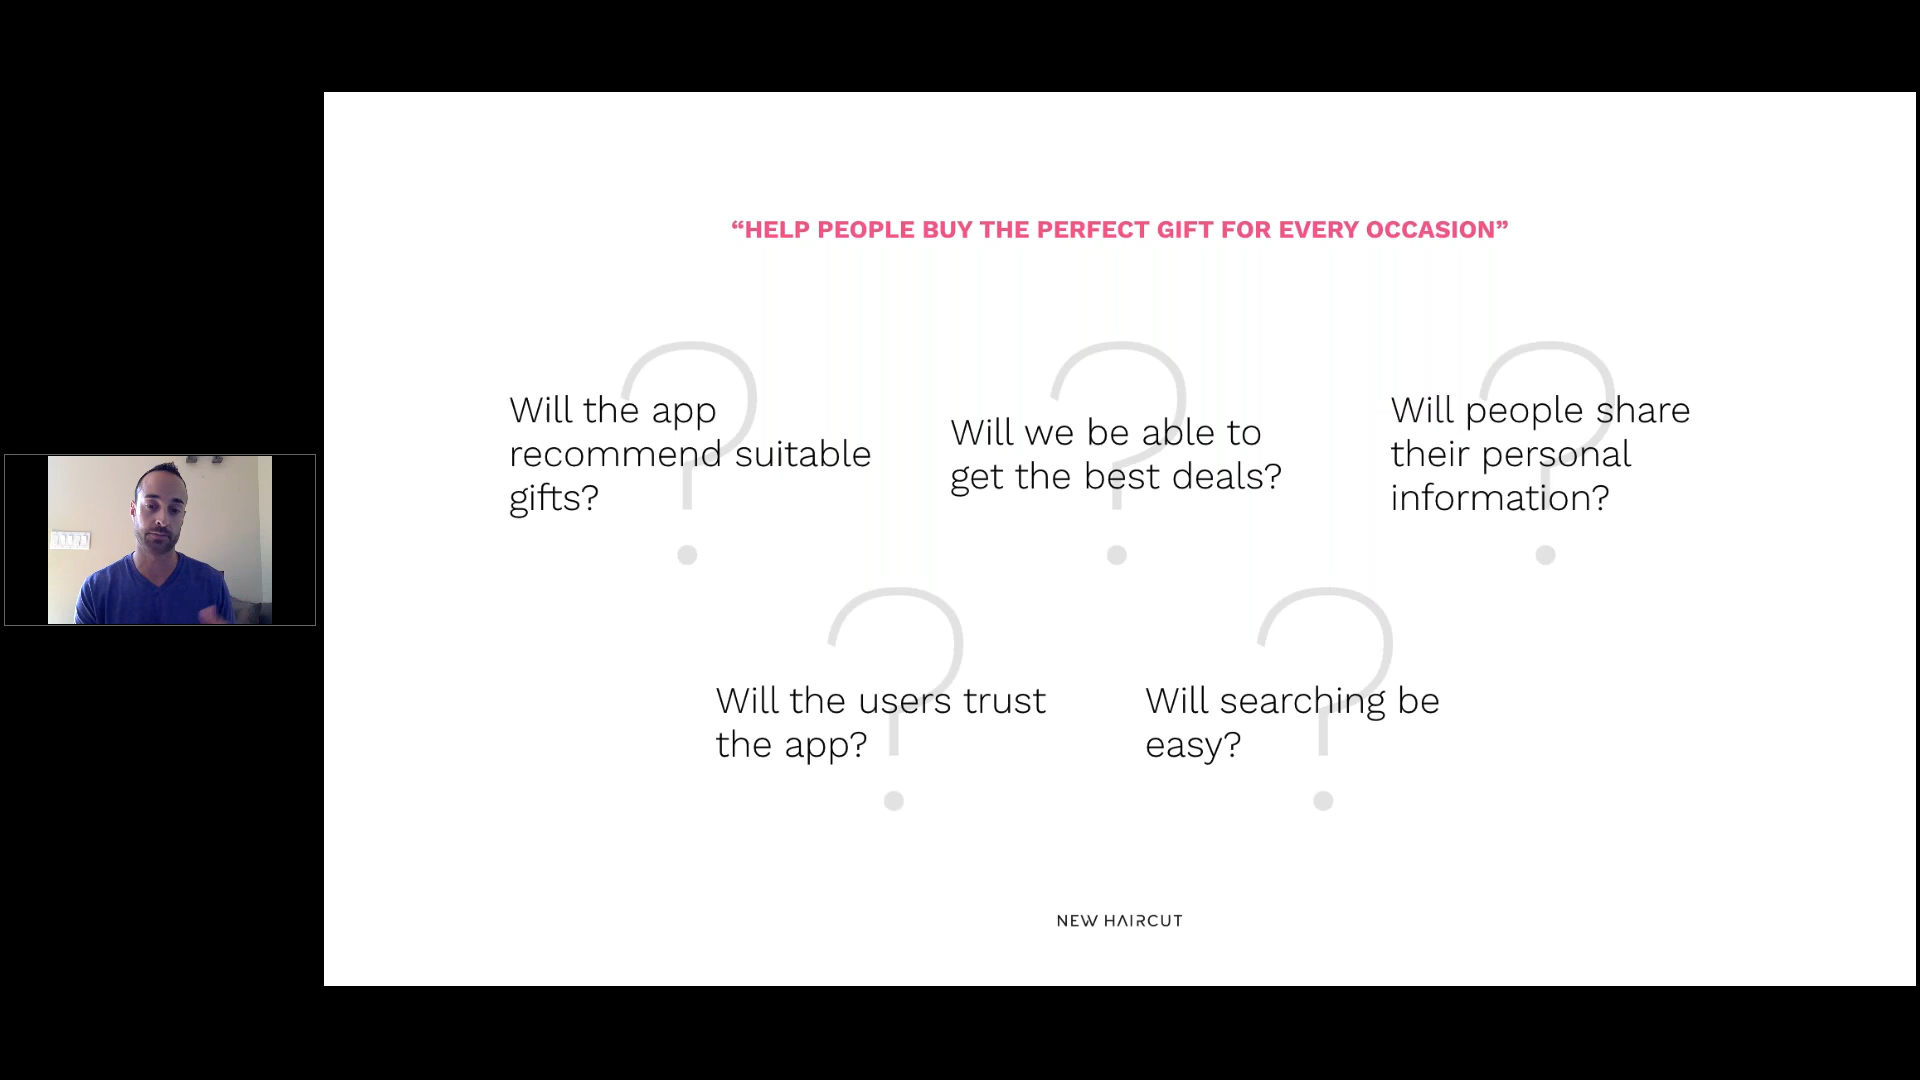 “HELP PEOPLE BUY THE PERFECT GIFT FOR EVERY OCCASION”
Will the app
recommend suitable
gifts?
Will we be able to
get the best deals?
Will people share
their personal
information?
Will the users trust
the app?
Will searching be
easy?
NEW HAIRCUT